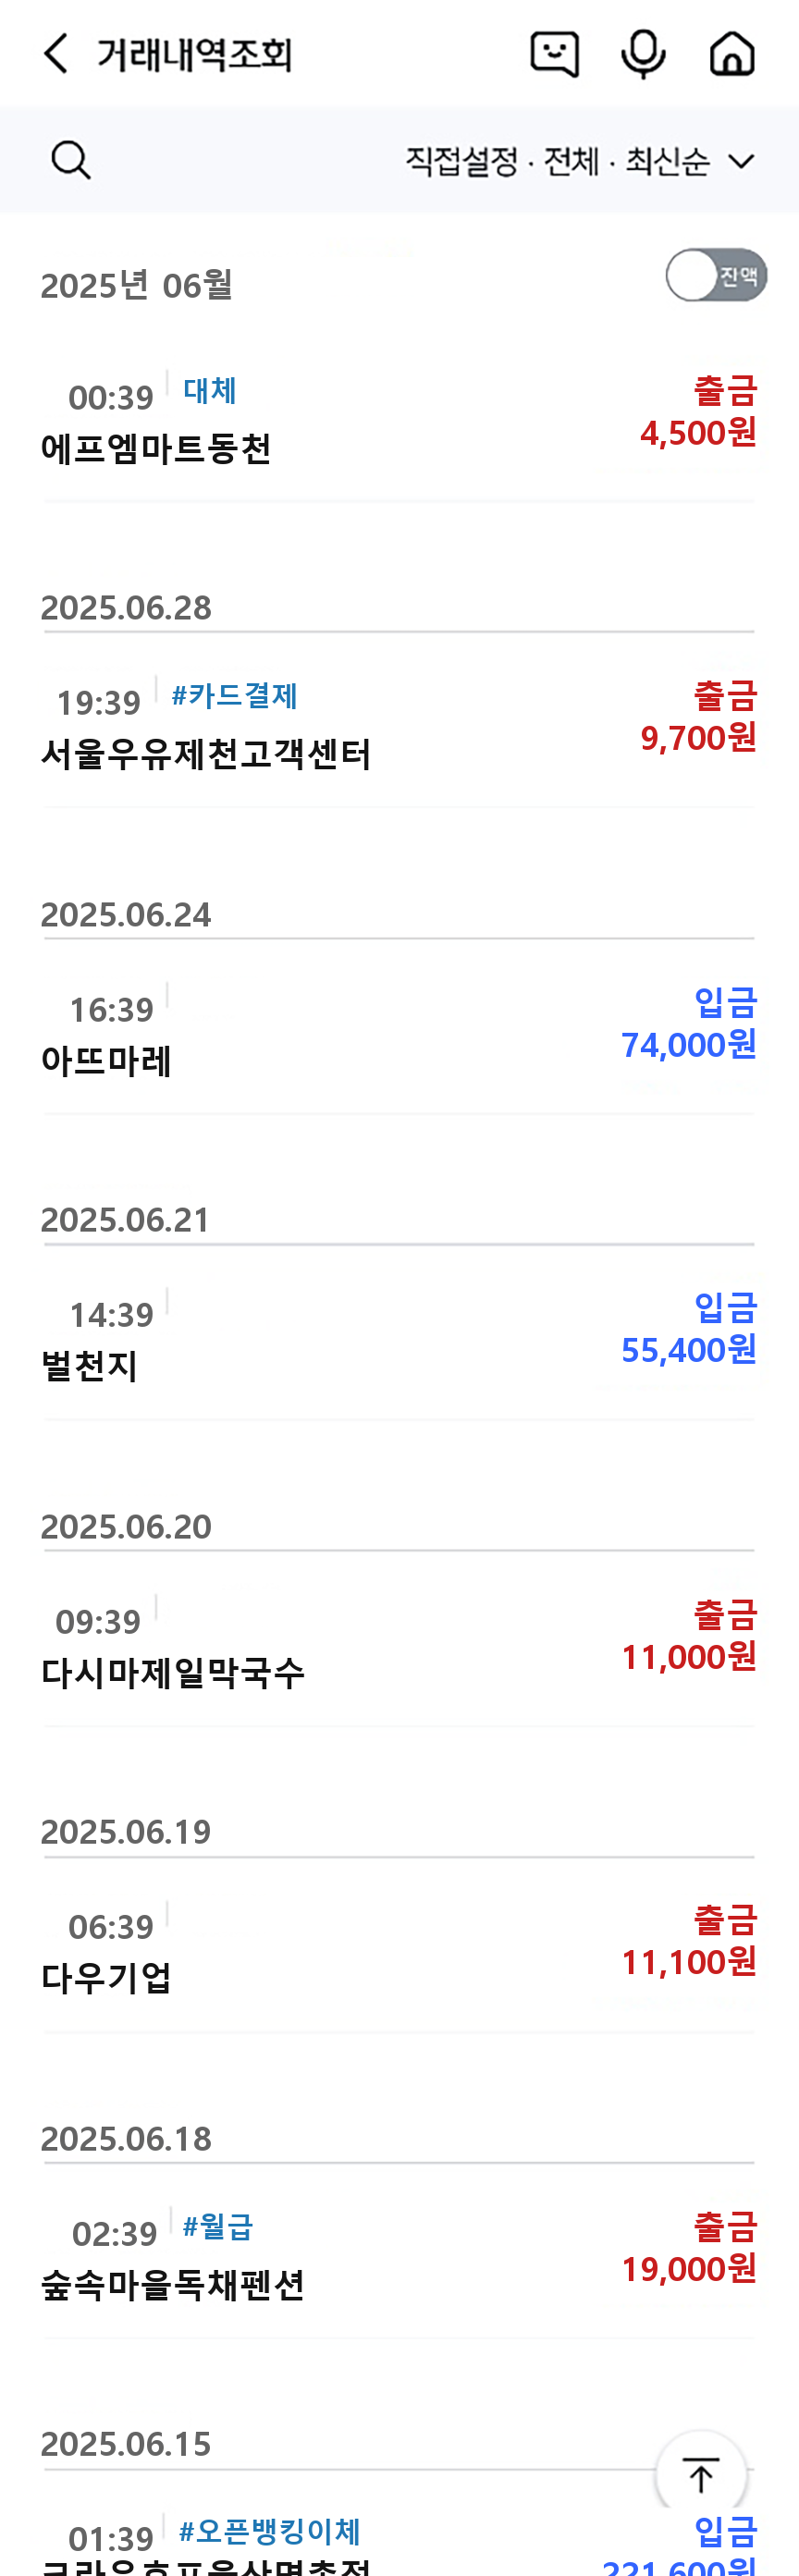 거래내역조회
직접설정 · 전체 · 최신순
2025년 06월
잔액
00:39 대체
출금
에프엠마트동천
4,500원
2025.06.28
19:39 #카드결제
출금
서울우유제천고객센터
9,700원
2025.06.24
16:39
입금
아뜨마레
74,000원
2025.06.21
14:39
입금
벌천지
55,400원
2025.06.20
09:39
출금
다시마제일막국수
11,000원
2025.06.19
06:39
출금
다우기업
11,100원
2025.06.18
02:39 #월급
출금
숲속마을독채펜션
19,000원
2025.06.15
01:39 #오픈뱅킹이체
입금
221,600원